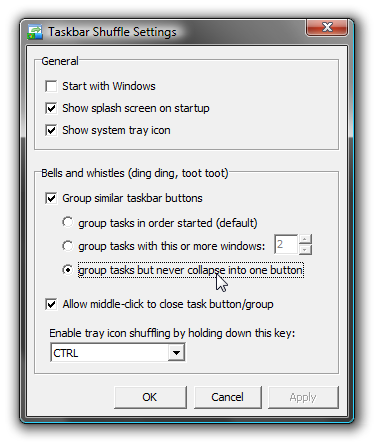 Taskbar Shuffle Settings
General
Start with Windows
Show splash screen on startup
Show system tray icon
Bells and whistles (ding ding, toot toot)
Group similar taskbar buttons
group tasks in order started (default)
group tasks with this or more windows: 2
group tasks but never collapse into one button
Allow middle-click to close task button/group
Enable tray icon shuffling by holding down this key:
CTRL
OK Cancel Apply